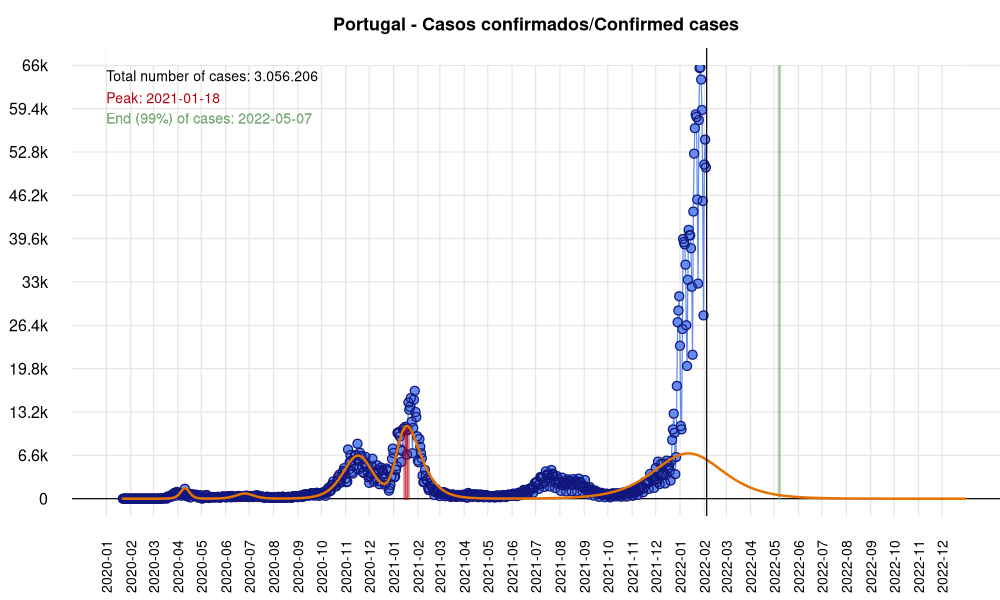 Portugal - Casos confirmados/Confirmed cases
66k
Total number of cases: 3.056.206
Peak: 2021-01-18
59.4k
End (99%) of cases: 2022-05-07
52.8k
46.2k
39.6k
33k
26.4k
19.8k
13.2k
6.6k
0
2020-01
2020-02
2020-03
2020-04
2020-05
2020-06
2020-07
2020-08
2020-09
2020-10
2020-11
2020-12
2021-01
2021-02
2021-03
2021-04
2021-05
2021-06
2021-07
2021-08
2021-09
2021-10
2021-11
2021-12
2022-01
2022-02
2022-03
2022-04
2022-05
2022-06
2022-07
2022-08
2022-09
2022-10
2022-11
2022-12